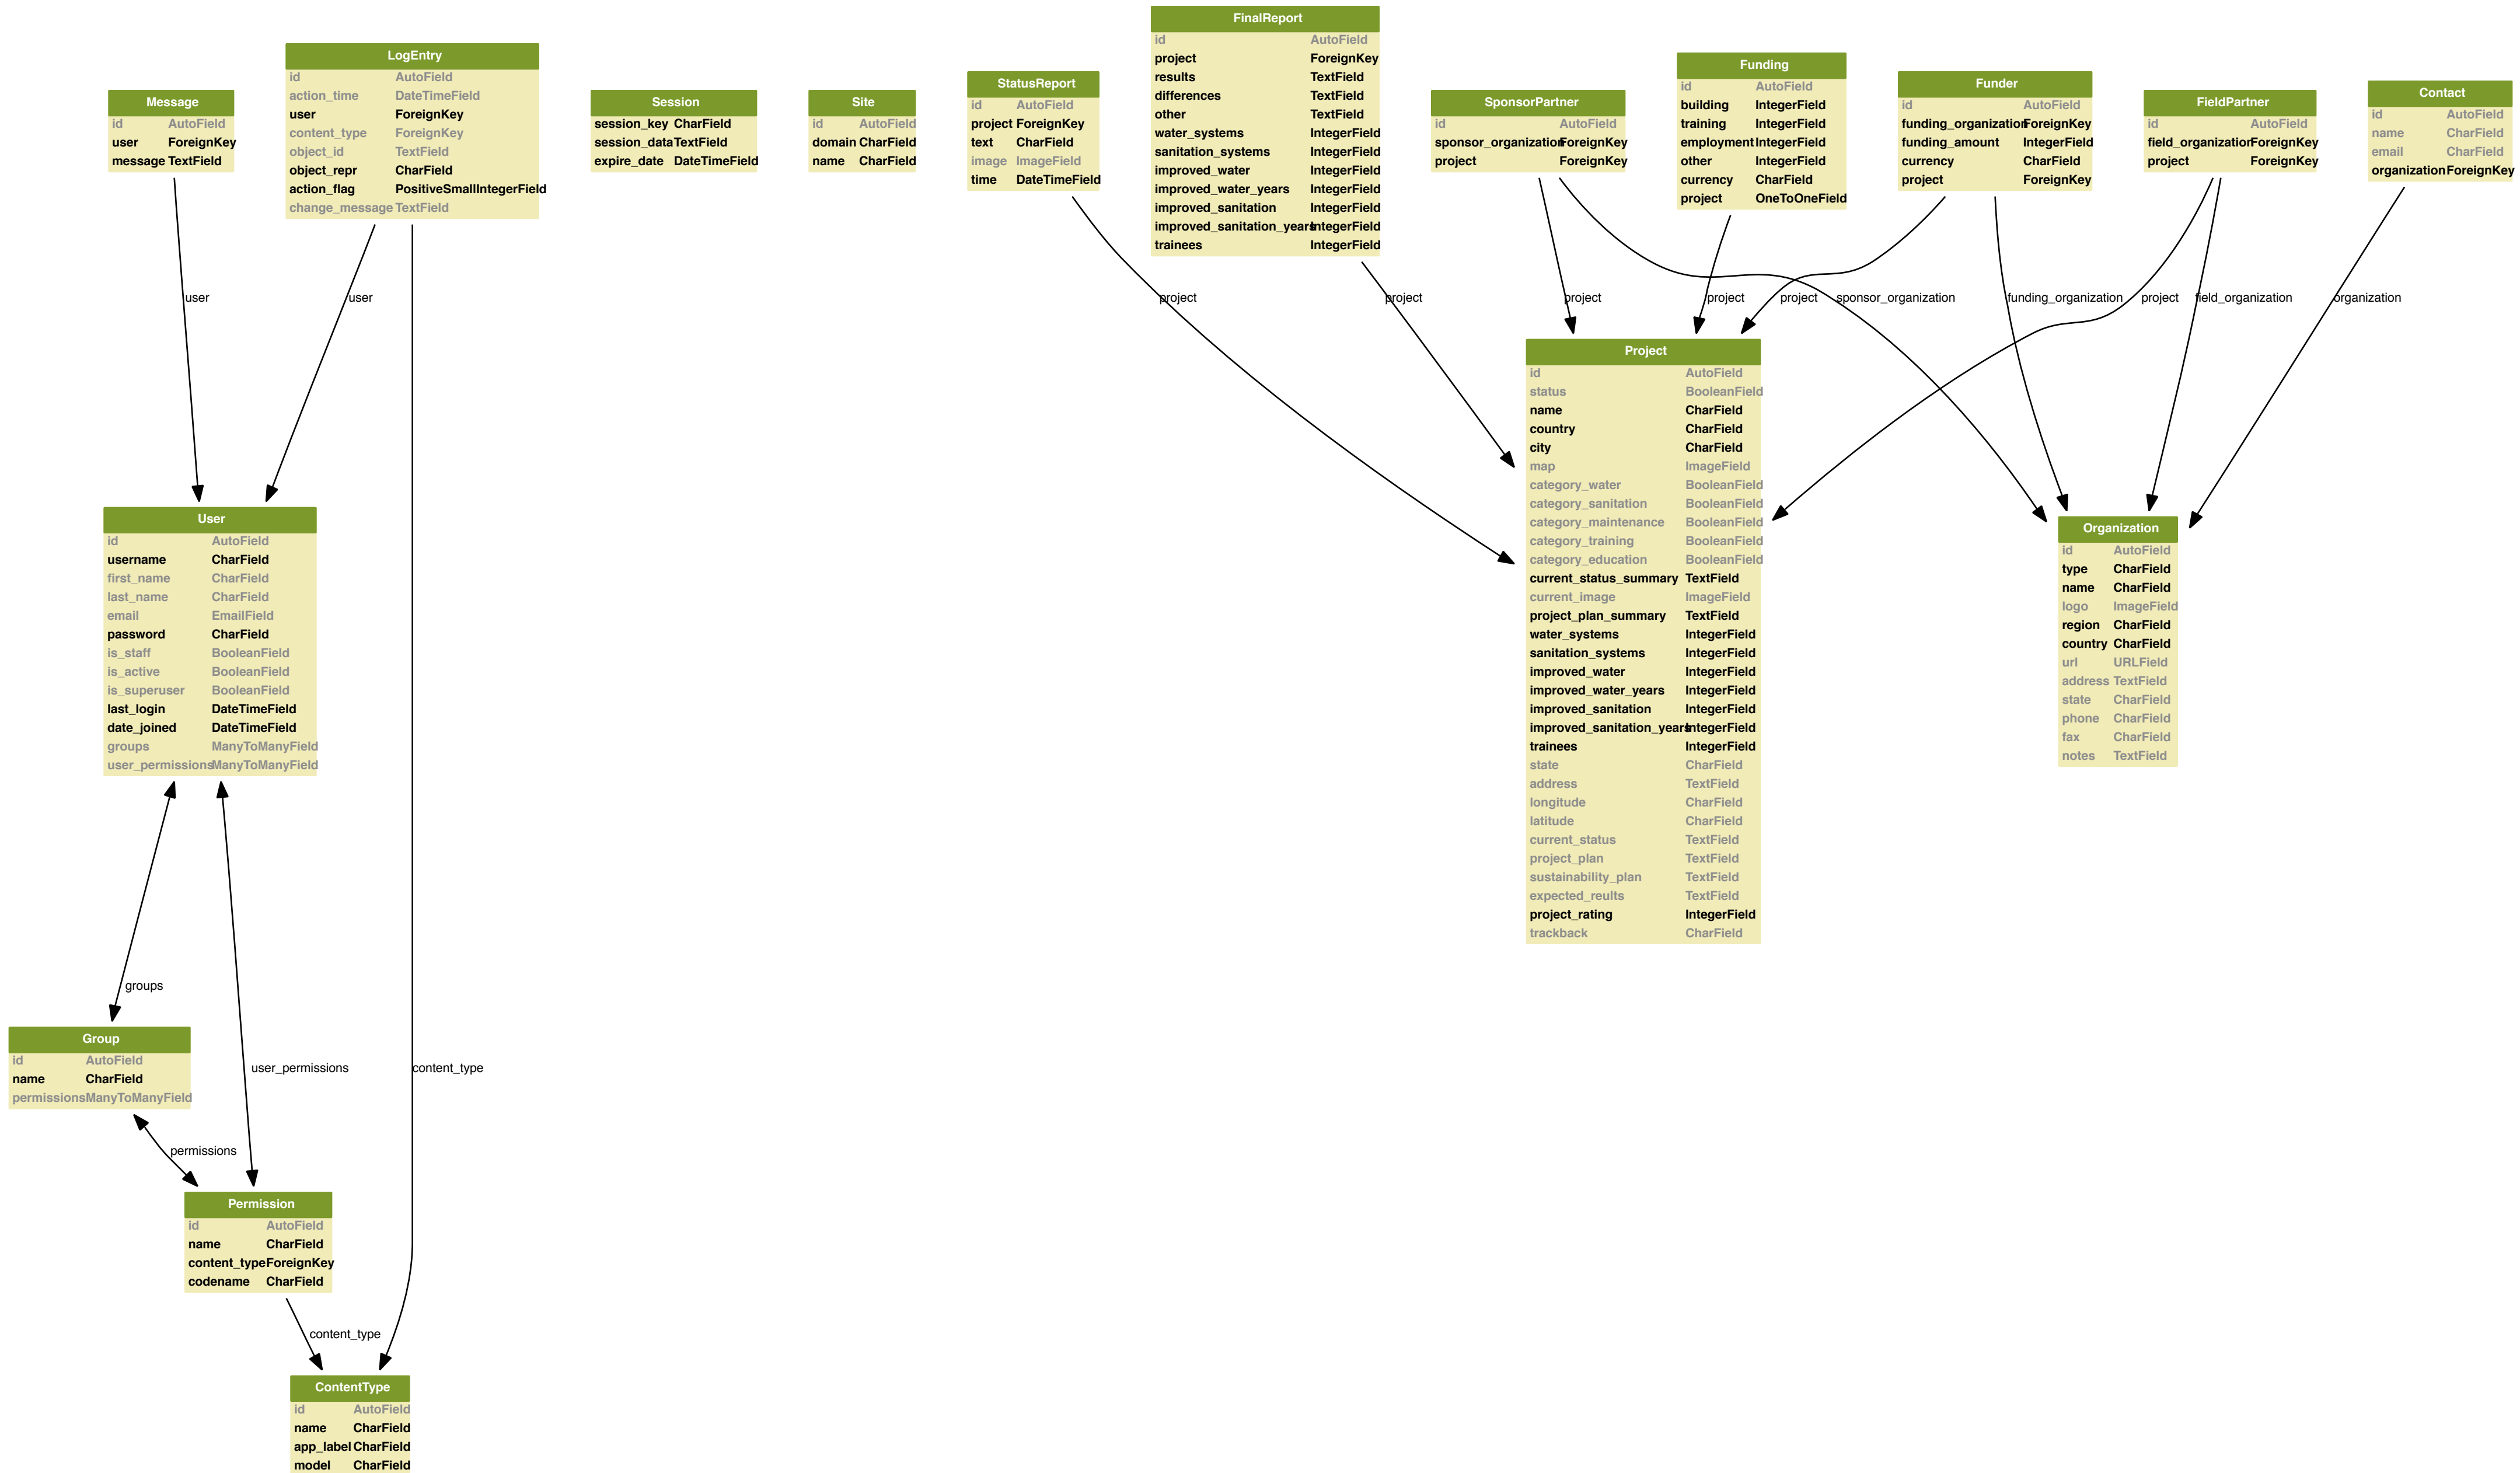 FinalReport
id AutoField
project ForeignKey
results TextField
differences TextField
other TextField
water_systems IntegerField
sanitation_systems IntegerField
improved_water IntegerField
improved_water_years IntegerField
improved_sanitation IntegerField
improved_sanitation_years IntegerField
trainees IntegerField
LogEntry
id AutoField
action_time DateTimeField
user ForeignKey
content_type ForeignKey
object_id TextField
object_repr CharField
action_flag PositiveSmallIntegerField
change_message TextField
Message
id AutoField
user ForeignKey
message TextField
Session
session_key CharField
session_data TextField
expire_date DateTimeField
Site
id AutoField
domain CharField
name CharField
StatusReport
id AutoField
project ForeignKey
text CharField
image ImageField
time DateTimeField
SponsorPartner
id AutoField
sponsor_organization ForeignKey
project ForeignKey
Funding
id AutoField
building IntegerField
training IntegerField
employment IntegerField
other IntegerField
currency CharField
project OneToOneField
Funder
id AutoField
funding_organization ForeignKey
funding_amount IntegerField
currency CharField
project ForeignKey
FieldPartner
id AutoField
field_organization ForeignKey
project ForeignKey
Contact
id AutoField
name CharField
email CharField
organization ForeignKey
user
user
project
project
project
project
project
sponsor_organization
funding_organization
project
field_organization
organization
Project
id AutoField
status BooleanField
name CharField
country CharField
city CharField
map ImageField
category_water BooleanField
category_sanitation BooleanField
category_maintenance BooleanField
category_training BooleanField
category_education BooleanField
current_status_summary TextField
current_image ImageField
project_plan_summary TextField
water_systems IntegerField
sanitation_systems IntegerField
improved_water IntegerField
improved_water_years IntegerField
improved_sanitation IntegerField
improved_sanitation_years IntegerField
trainees IntegerField
state CharField
address TextField
longitude CharField
latitude CharField
current_status TextField
project_plan TextField
sustainability_plan TextField
expected_reults TextField
project_rating IntegerField
trackback CharField
User
id AutoField
username CharField
first_name CharField
last_name CharField
email EmailField
password CharField
is_staff BooleanField
is_active BooleanField
is_superuser BooleanField
last_login DateTimeField
date_joined DateTimeField
groups ManyToManyField
user_permissions ManyToManyField
Organization
id AutoField
type CharField
name CharField
logo ImageField
region CharField
country CharField
url URLField
address TextField
state CharField
phone CharField
fax CharField
notes TextField
groups
Group
id AutoField
name CharField
permissions ManyToManyField
user_permissions
content_type
permissions
Permission
id AutoField
name CharField
content_type ForeignKey
codename CharField
content_type
ContentType
id AutoField
name CharField
app_label CharField
model CharField